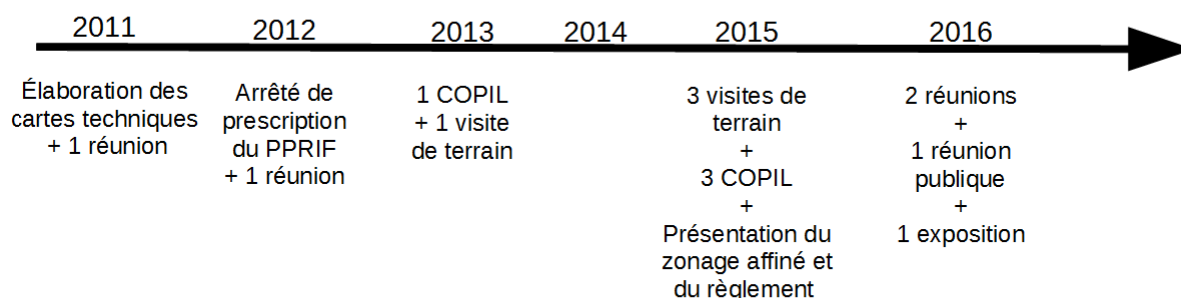 2011 2012 2013 2014 2015 2016
Élaboration des
cartes techniques
+ 1 réunion
Arrêté de
prescription
du PPRIF
+ 1 réunion
1 COPIL
+ 1 visite
de terrain
3 visites de
terrain
+
3 COPIL
+
Présentation du
zonage affiné et
du règlement
2 réunions
+
1 réunion
publique
+
1 exposition